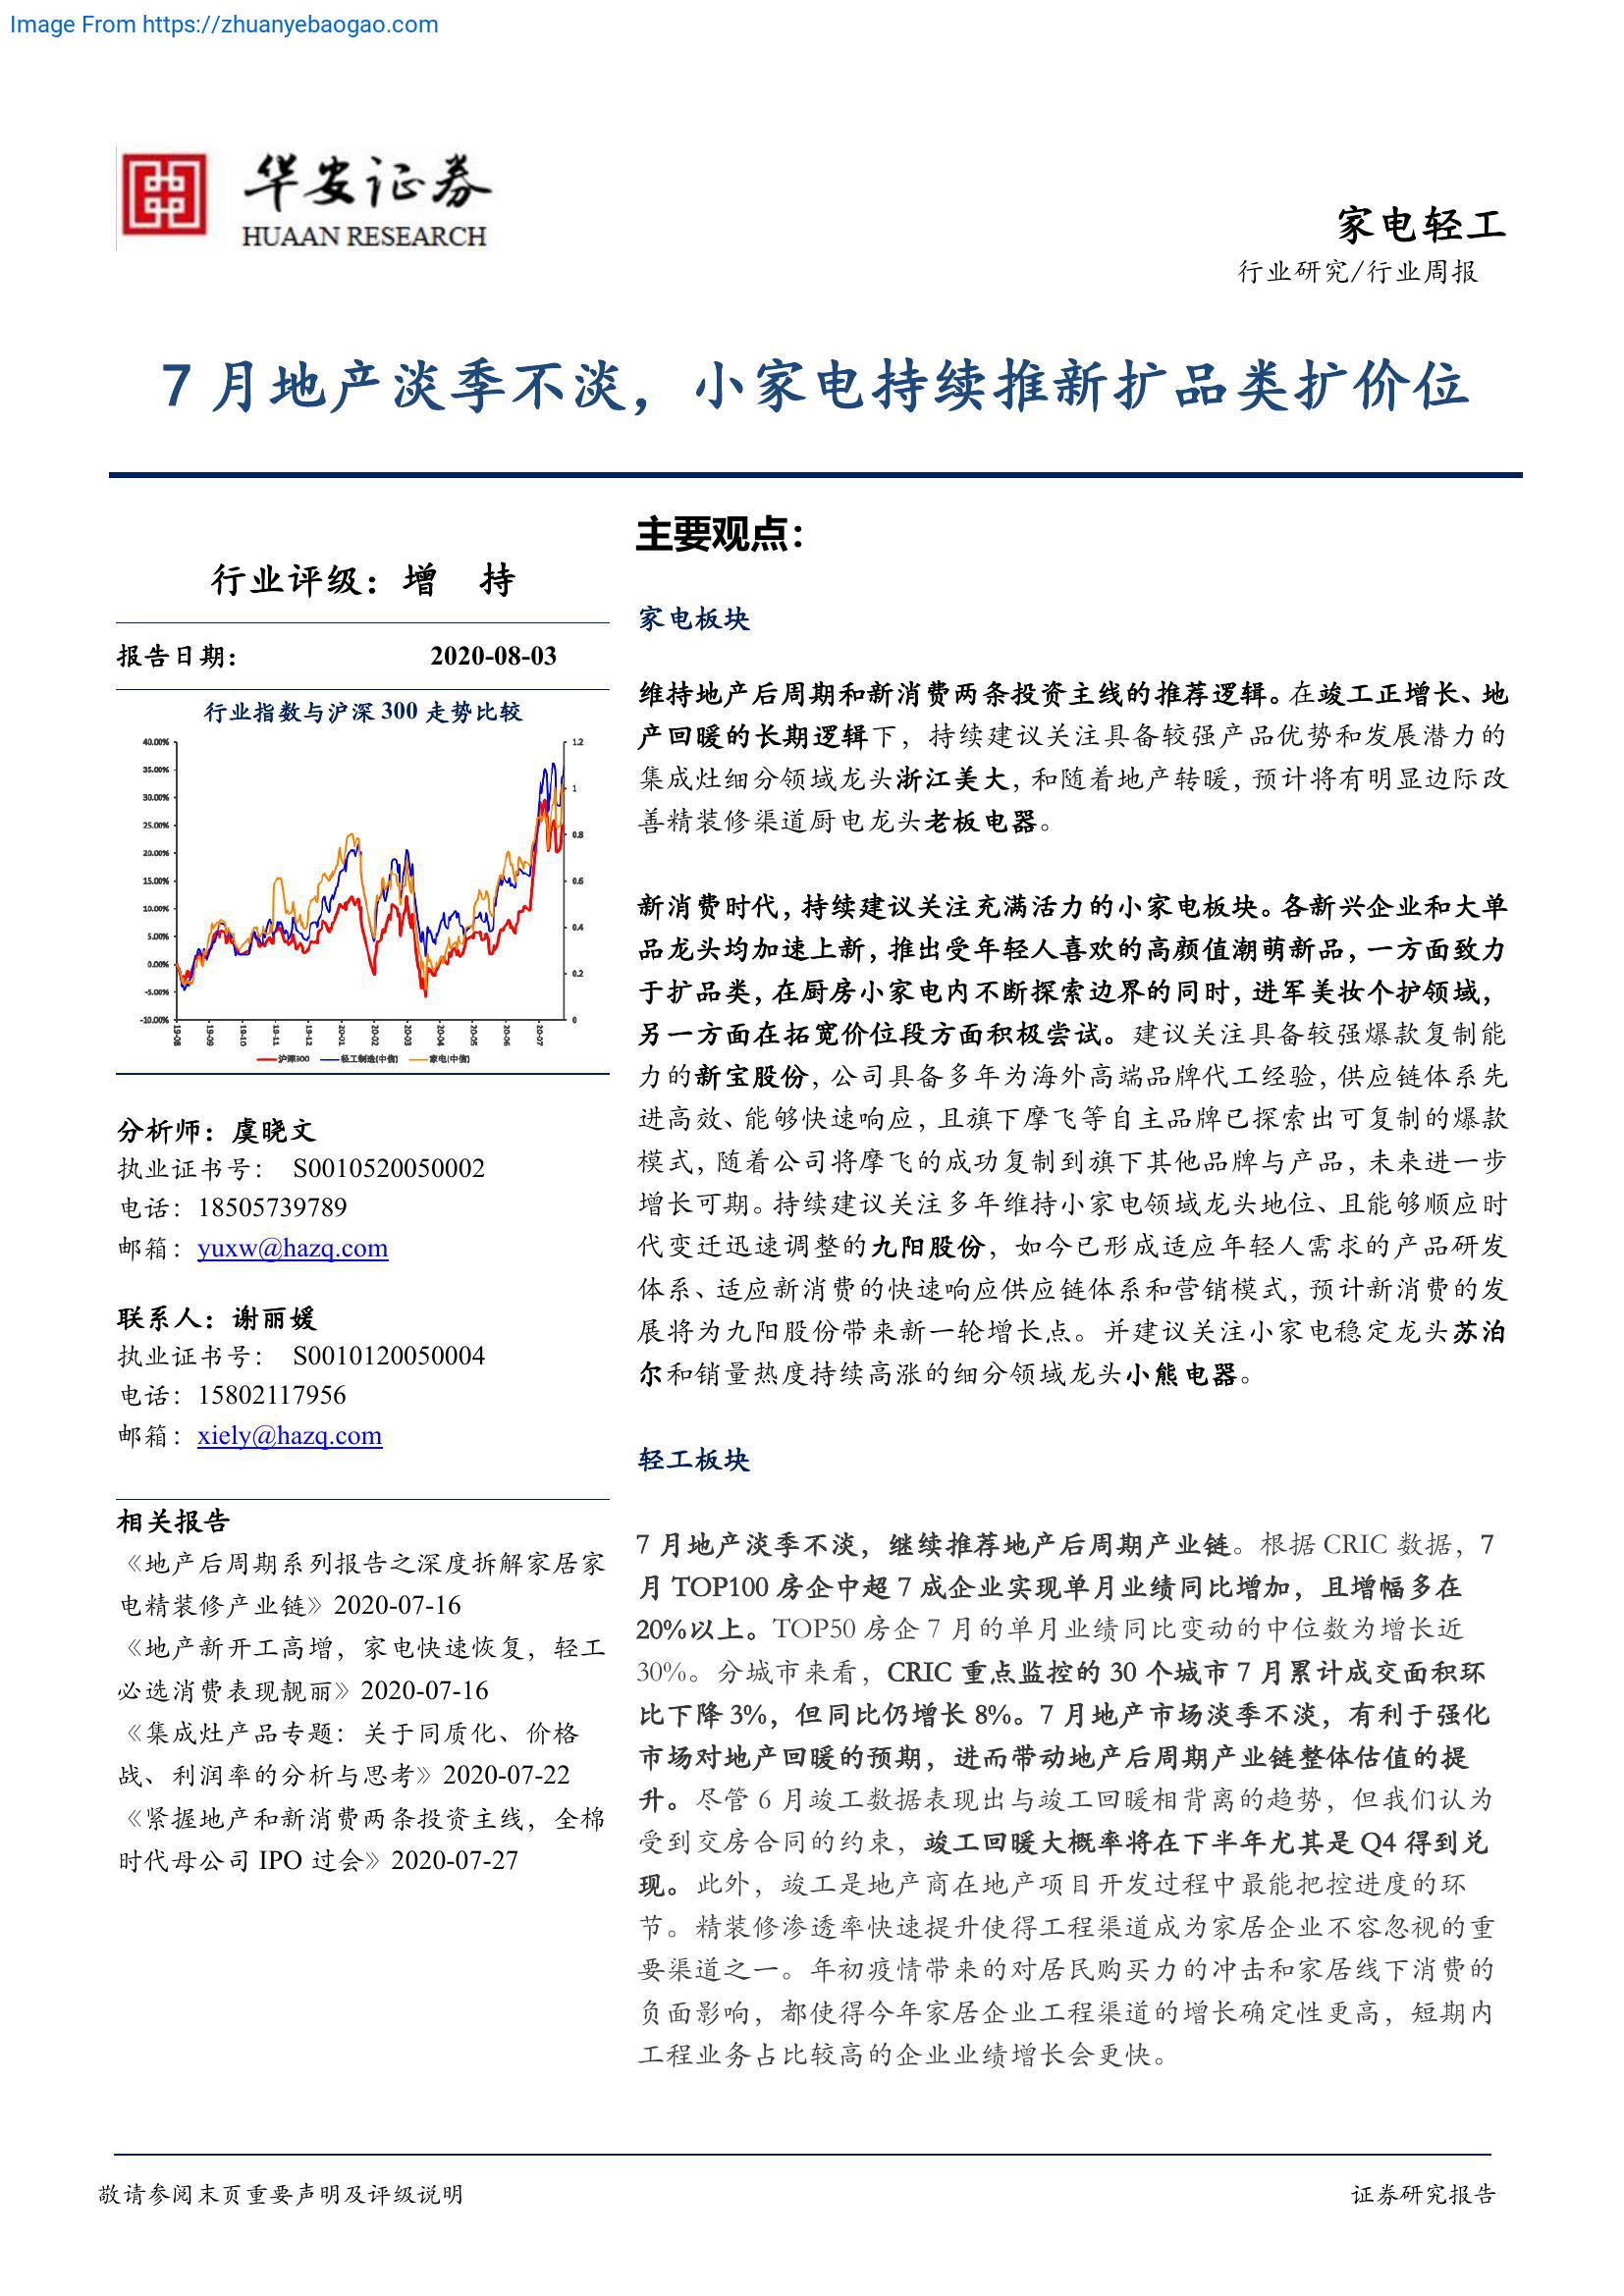 Image From https://zhuanyebaogao.com
华安证券
HUAAN RESEARCH
家电轻工
行业研究/行业周报
7 月地产淡季不淡，小家电持续推新扩品类扩价位
行业评级：增 持
报告日期： 2020-08-03
行业指数与沪深 300 走势比较
40.00%
35.00%
30.00%
25.00%
20.00%
15.00%
10.00%
5.00%
0.00%
-5.00%
-10.00%
1.2
1
0.8
0.6
0.4
0.2
0
19-08 19-09 19-10 19-11 19-12 20-01 20-02 20-03 20-04 20-05 20-06 20-07
沪深300 轻工制造(中信) 家电(中信)
分析师：虞晓文
执业证书号： S0010520050002
电话：18505739789
邮箱：yuxw@hazq.com
联系人：谢丽媛
执业证书号： S0010120050004
电话：15802117956
邮箱：xiely@hazq.com
相关报告
《地产后周期系列报告之深度拆解家居家
电精装修产业链》2020-07-16
《地产新开工高增，家电快速恢复，轻工
必选消费表现靓丽》2020-07-16
《集成灶产品专题：关于同质化、价格
战、利润率的分析与思考》2020-07-22
《紧握地产和新消费两条投资主线，全棉
时代母公司 IPO 过会》2020-07-27
主要观点：
家电板块
维持地产后周期和新消费两条投资主线的推荐逻辑。在竣工正增长、地
产回暖的长期逻辑下，持续建议关注具备较强产品优势和发展潜力的
集成灶细分领域龙头浙江美大，和随着地产转暖，预计将有明显边际改
善精装修渠道厨电龙头老板电器。
新消费时代，持续建议关注充满活力的小家电板块。各新兴企业和大单
品龙头均加速上新，推出受年轻人喜欢的高颜值潮萌新品，一方面致力
于扩品类，在厨房小家电内不断探索边界的同时，进军美妆个护领域，
另一方面在拓宽价位段方面积极尝试。建议关注具备较强爆款复制能
力的新宝股份，公司具备多年为海外高端品牌代工经验，供应链体系先
进高效、能够快速响应，且旗下摩飞等自主品牌已探索出可复制的爆款
模式，随着公司将摩飞的成功复制到旗下其他品牌与产品，未来进一步
增长可期。持续建议关注多年维持小家电领域龙头地位、且能够顺应时
代变迁迅速调整的九阳股份，如今已形成适应年轻人需求的产品研发
体系、适应新消费的快速响应供应链体系和营销模式，预计新消费的发
展将为九阳股份带来新一轮增长点。并建议关注小家电稳定龙头苏泊
尔和销量热度持续高涨的细分领域龙头小熊电器。
轻工板块
7 月地产淡季不淡，继续推荐地产后周期产业链。根据 CRIC 数据，7
月 TOP100 房企中超 7 成企业实现单月业绩同比增加，且增幅多在
20%以上。TOP50 房企 7 月的单月业绩同比变动的中位数为增长近
30%。分城市来看，CRIC 重点监控的 30 个城市 7 月累计成交面积环
比下降 3%，但同比仍增长 8%。7 月地产市场淡季不淡，有利于强化
市场对地产回暖的预期，进而带动地产后周期产业链整体估值的提
升。尽管 6 月竣工数据表现出与竣工回暖相背离的趋势，但我们认为
受到交房合同的约束，竣工回暖大概率将在下半年尤其是 Q4 得到兑
现。此外，竣工是地产商在地产项目开发过程中最能把控进度的环
节。精装修渗透率快速提升使得工程渠道成为家居企业不容忽视的重
要渠道之一。年初疫情带来的对居民购买力的冲击和家居线下消费的
负面影响，都使得今年家居企业工程渠道的增长确定性更高，短期内
工程业务占比较高的企业业绩增长会更快。
敬请参阅末页重要声明及评级说明
证券研究报告